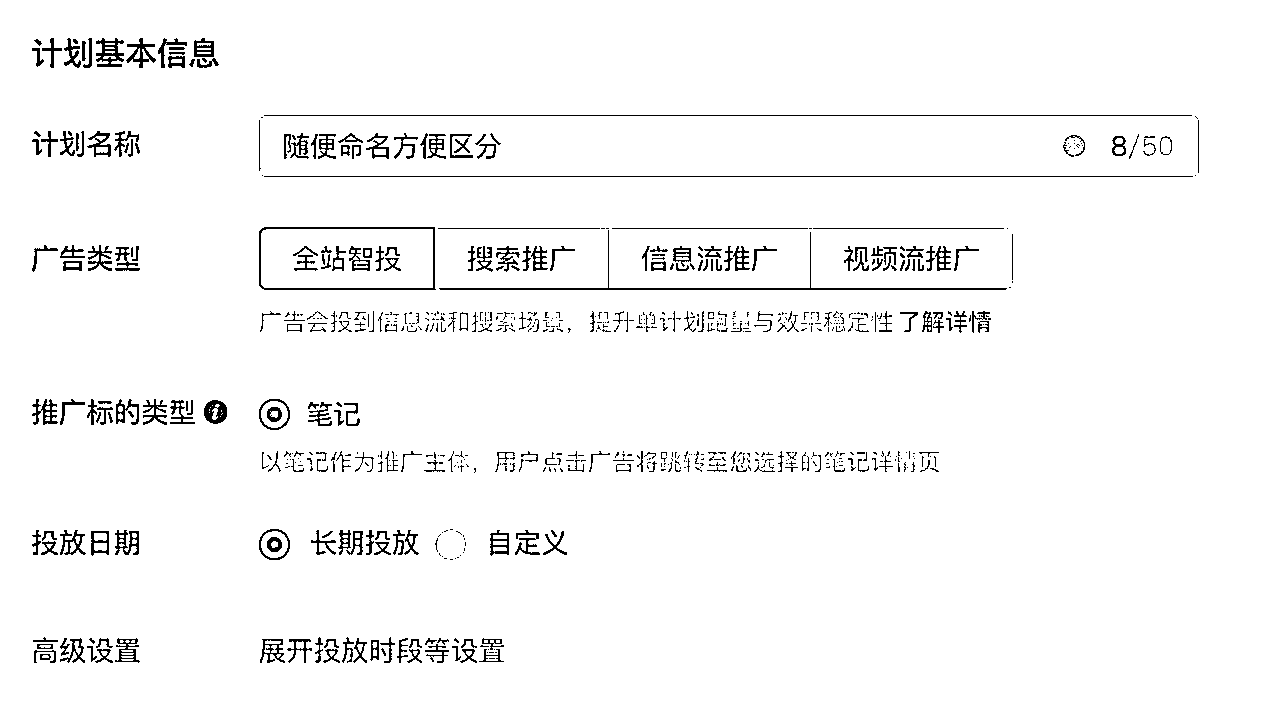 计划基本信息
计划名称 随便命名方便区分 8/50
广告类型 全站智投 搜索推广 信息流推广 视频流推广
广告会投到信息流和搜索场景，提升单计划跑量与效果稳定性 了解详情
推广标的类型 笔记
以笔记作为推广主体，用户点击广告将跳转至您选择的笔记详情页
投放日期 长期投放 自定义
高级设置 展开投放时段等设置